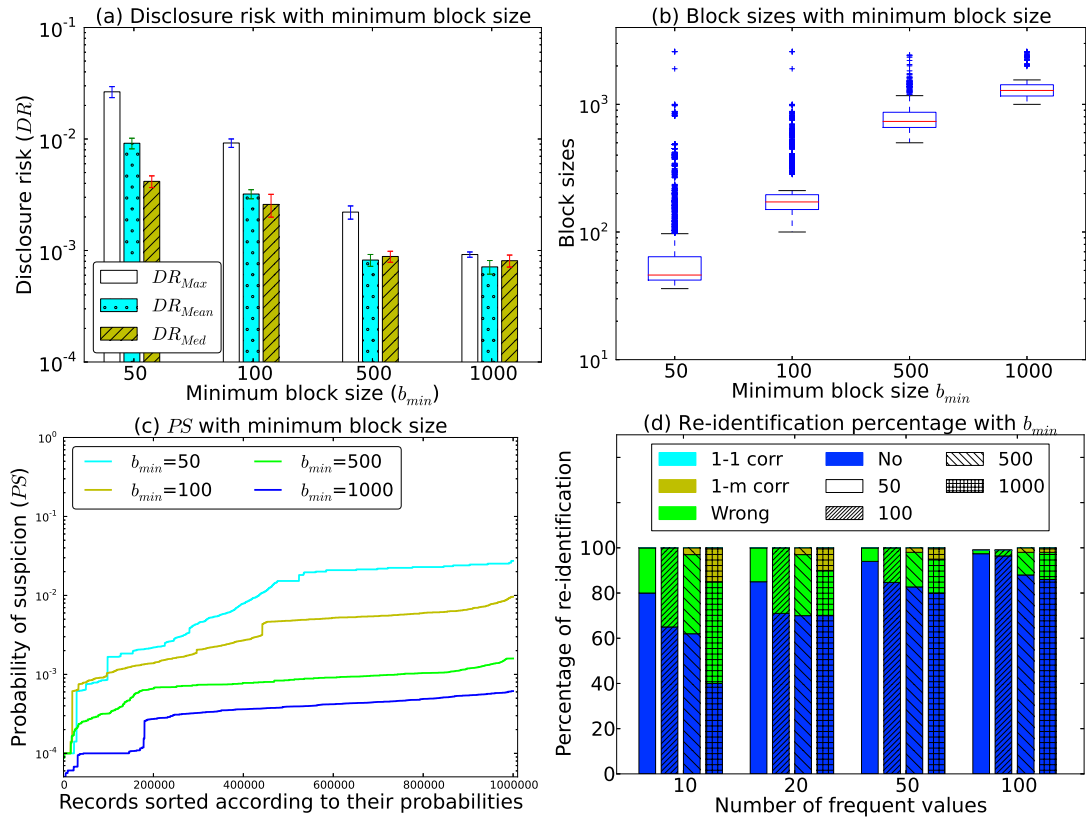 (a) Disclosure risk with minimum block size
10^-1
10^-2
10^-3
10^-4
Disclosure risk (DR)
DR_Max
DR_Mean
DR_Med
50 100 500 1000
Minimum block size (b_min)
(b) Block sizes with minimum block size
10^3
10^2
10^1
Block sizes
50 100 500 1000
Minimum block size b_min
(c) PS with minimum block size
10^0
10^-1
10^-2
10^-3
10^-4
Probability of suspicion (PS)
b_min=50
b_min=100
b_min=500
b_min=1000
200000 400000 600000 800000 1000000
Records sorted according to their probabilities
(d) Re-identification percentage with b_min
1-1 corr
1-m corr
Wrong
No
50
100
500
1000
100
80
60
40
20
0
Percentage of re-identification
10 20 50 100
Number of frequent values